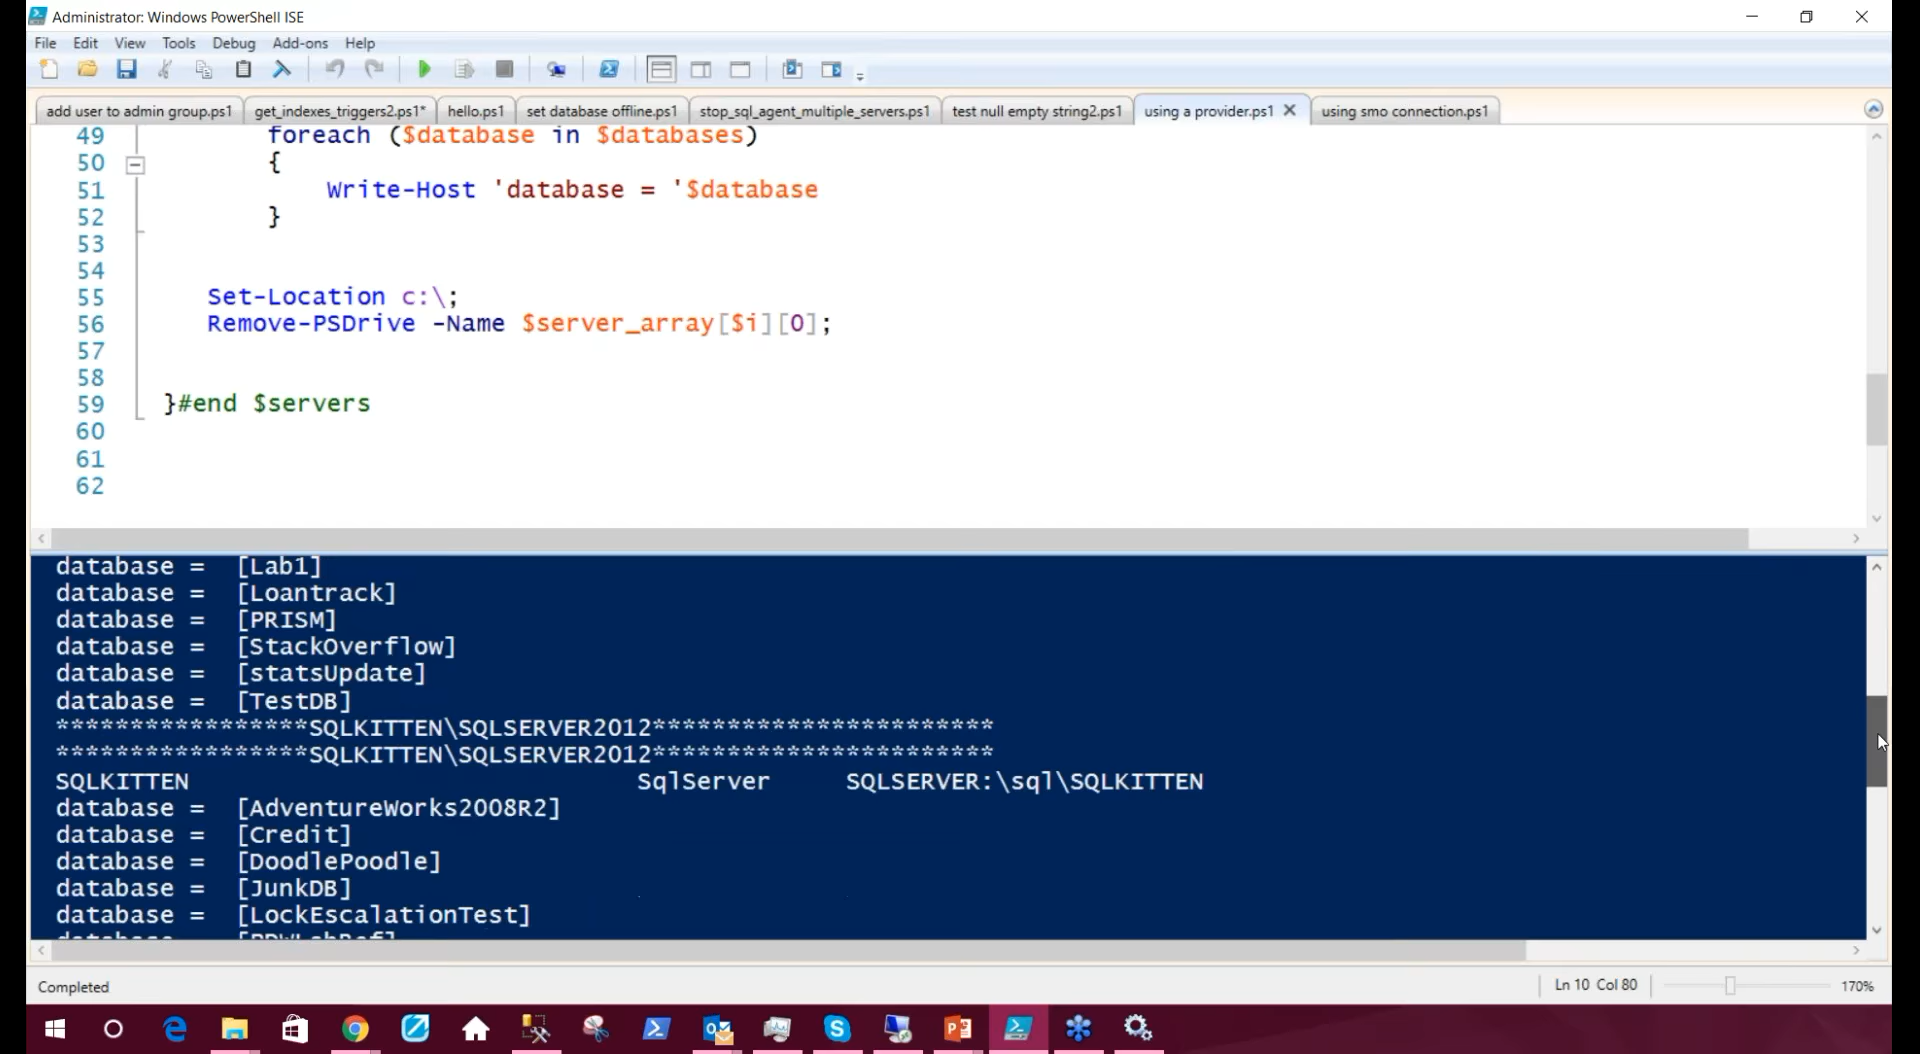 Administrator: Windows PowerShell ISE
File Edit View Tools Debug Add-ons Help
add user to admin group.ps1 get_indexes_triggers2.ps1* hello.ps1 set database offline.ps1 stop_sql_agent_multiple_servers.ps1 test null empty string2.ps1 using a provider.ps1 using smo connection.ps1
49 foreach ($database in $databases)
50 {
51 Write-Host 'database = '$database
52 }
53
54
55 Set-Location c:\;
56 Remove-PSDrive -Name $server_array[$i][0];
57
58
59 }#end $servers
60
61
62
database = [Lab1]
database = [Loantrack]
database = [PRISM]
database = [StackOverflow]
database = [statsUpdate]
database = [TestDB]
*****************SQLKITTEN\SQLSERVER2012***********************
*****************SQLKITTEN\SQLSERVER2012***********************
SQLKITTEN SqlServer SQLSERVER:\sql\SQLKITTEN
database = [AdventureWorks2008R2]
database = [Credit]
database = [DoodlePoodle]
database = [JunkDB]
database = [LockEscalationTest]
Completed Ln 10 Col 80 170%